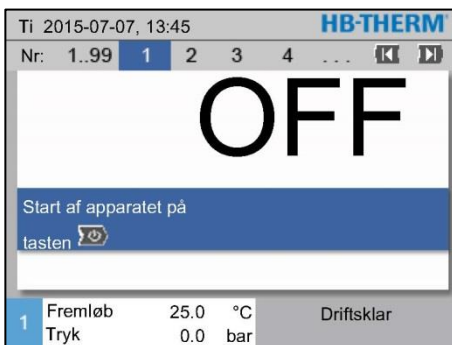 Ti 2015-07-07, 13:45 HB-THERM
Nr: 1..99 1 2 3 4 ...
OFF
Start af apparatet på
tasten
1 Fremløb 25.0 °C Driftsklar
Tryk 0.0 bar